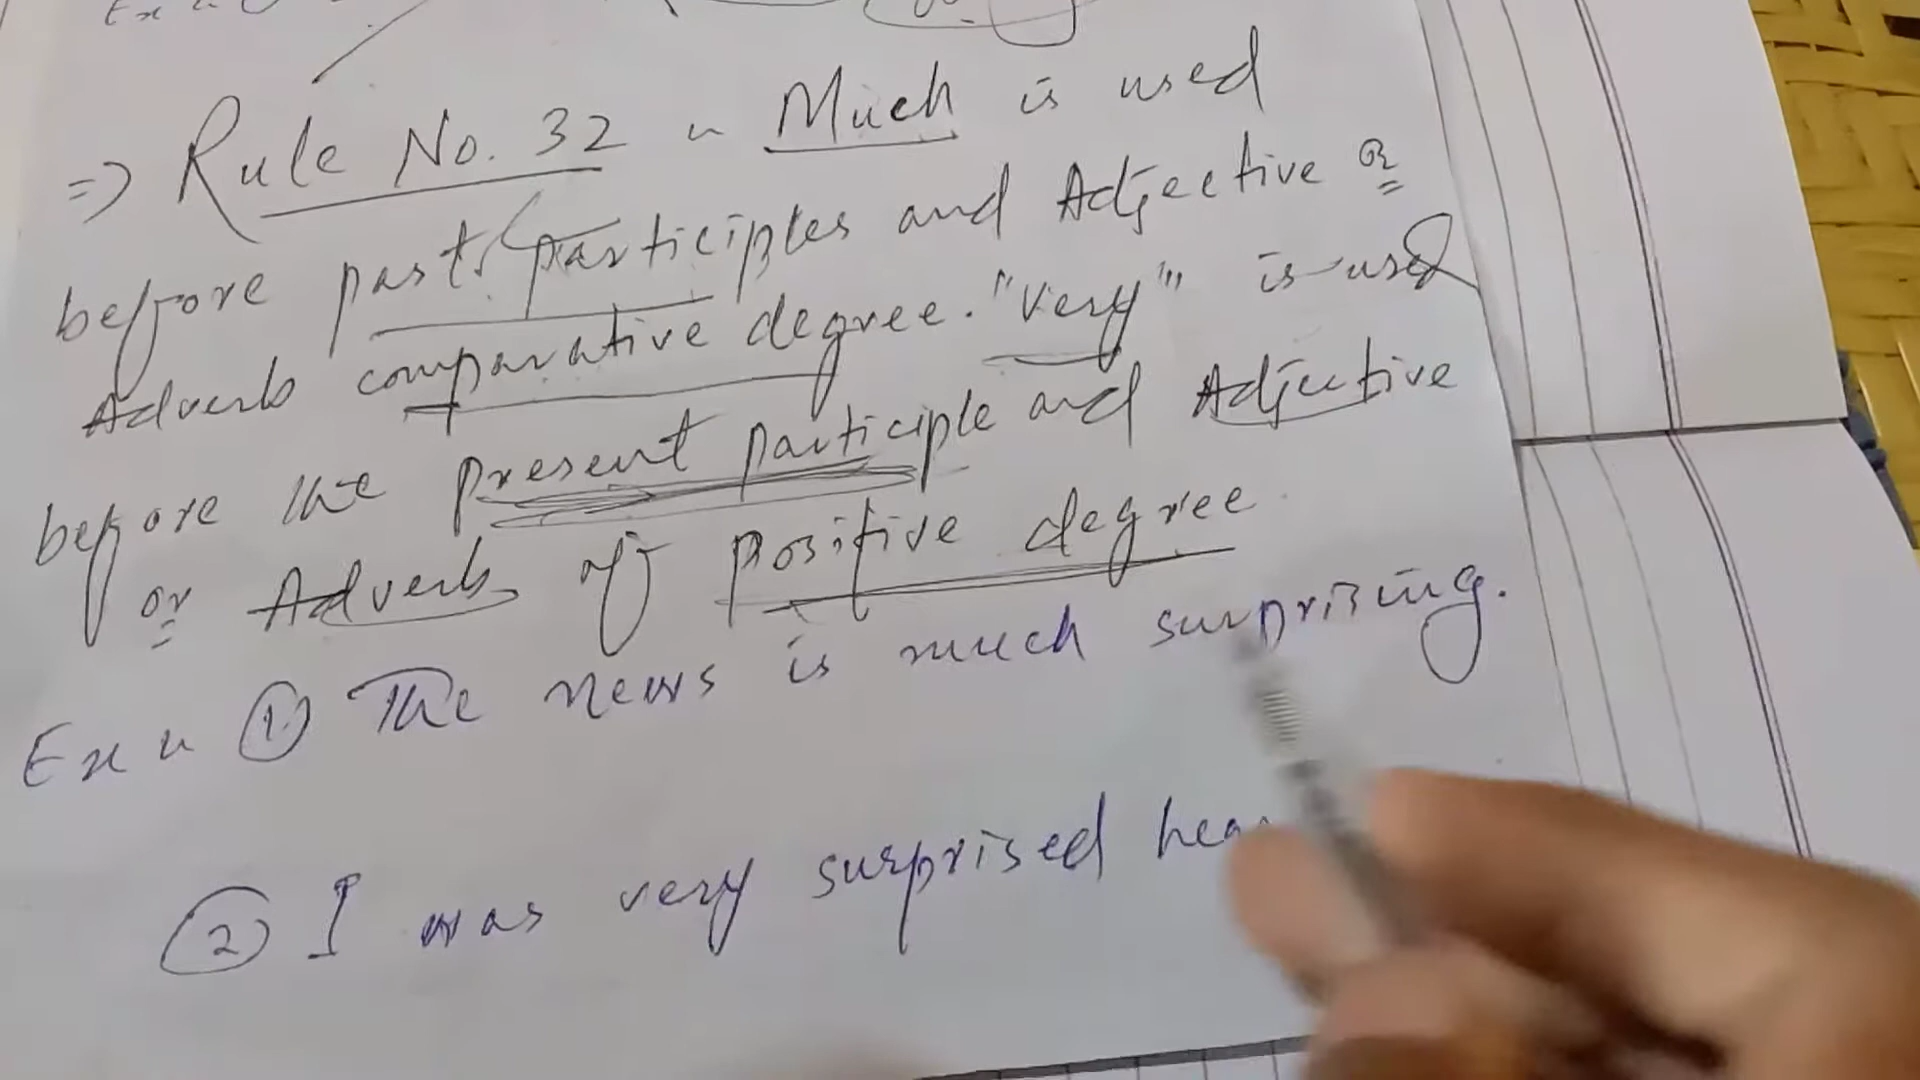 => Rule No. 32 ~ Much is used
before past participles and Adjective or
Adverb comparative degree. "very" is used
before the present participle and Adjective
or Adverb of positive degree
Ex ~ ① The news is much surprising.
② I was very surprised